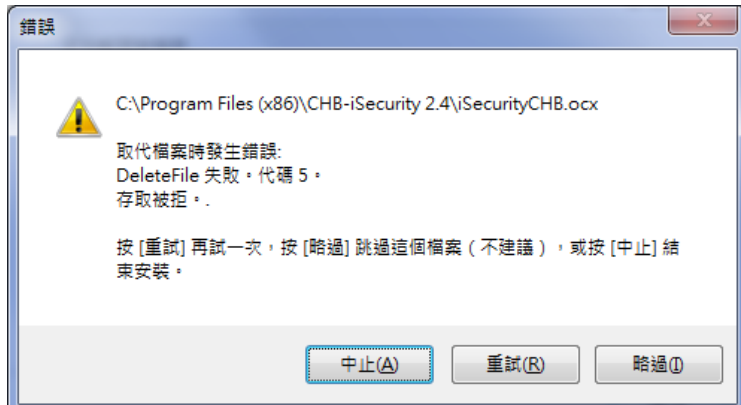 錯誤
C:\Program Files (x86)\CHB-iSecurity 2.4\iSecurityCHB.ocx
取代檔案時發生錯誤:
DeleteFile 失敗。代碼 5。
存取被拒。.
按 [重試] 再試一次，按 [略過] 跳過這個檔案（不建議），或按 [中止] 結
束安裝。
中止(A)
重試(R)
略過(I)